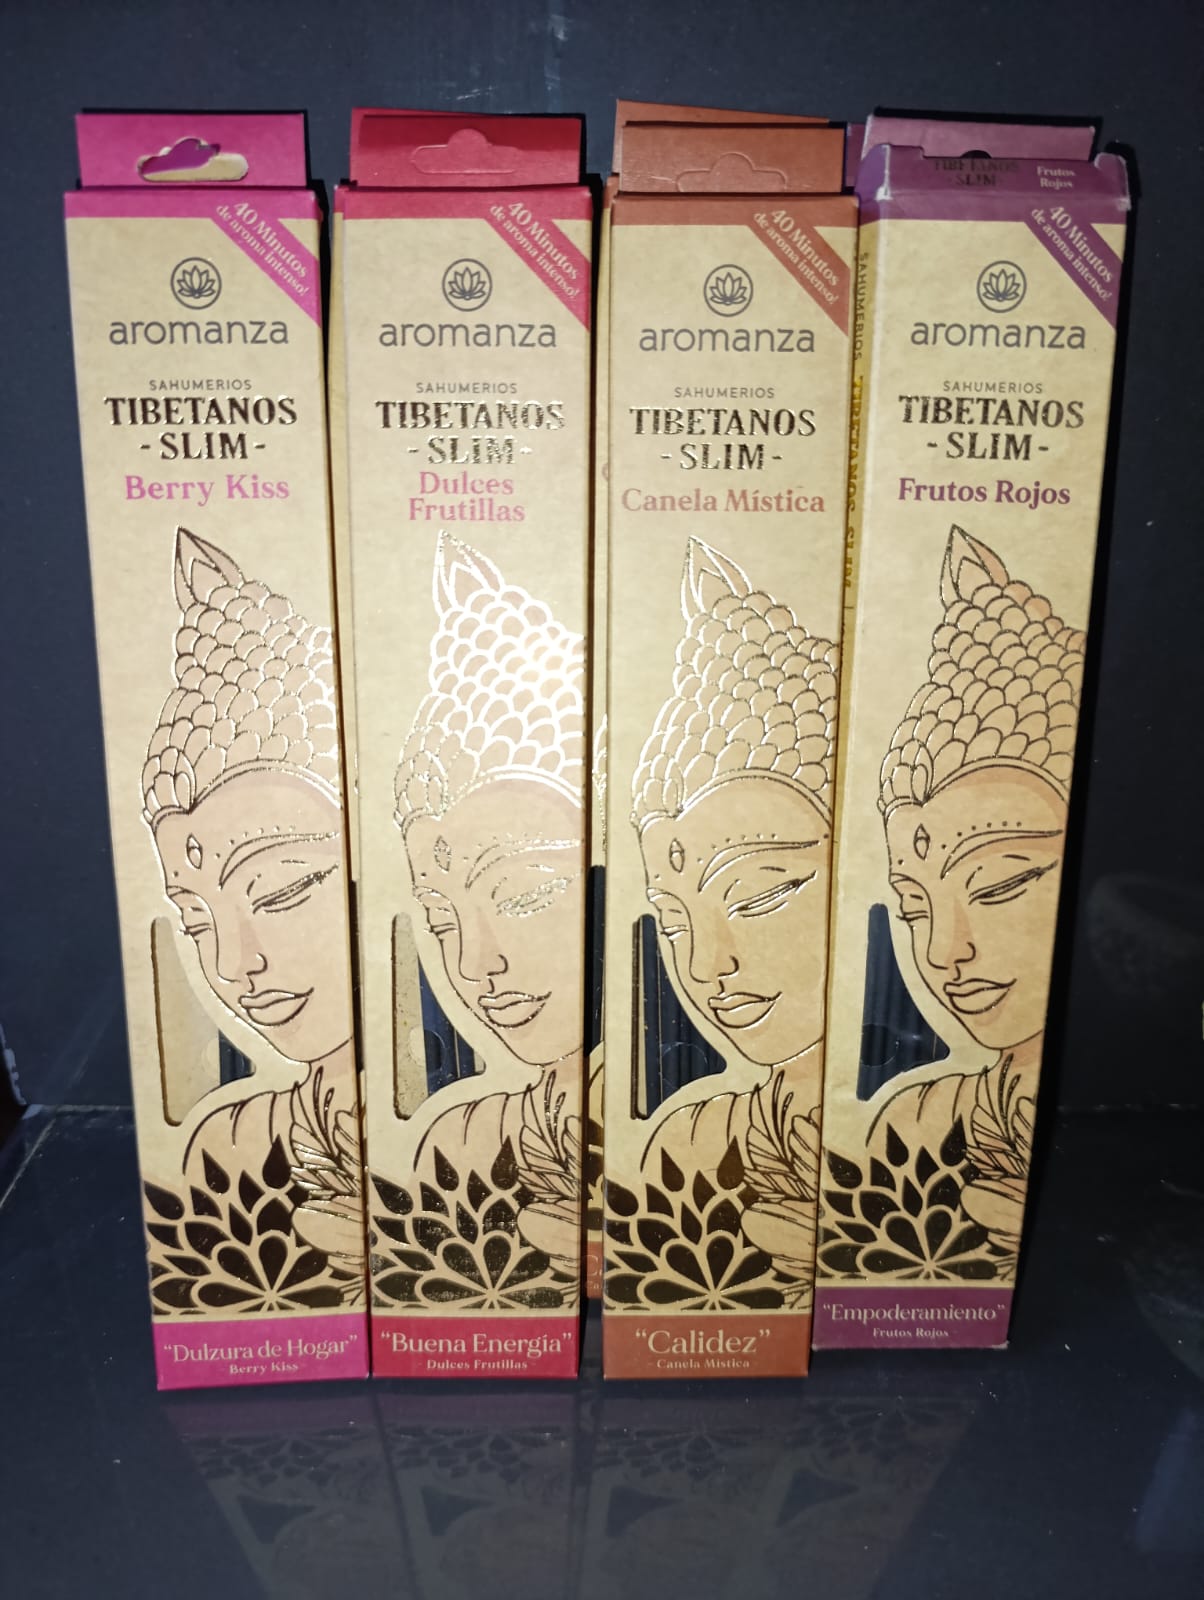 40 Minutos
de aroma intenso!
aromanza
SAHUMERIOS
TIBETANOS
-SLIM-
Berry Kiss
"Dulzura de Hogar"
- Berry Kiss -
40 Minutos
de aroma intenso!
aromanza
SAHUMERIOS
TIBETANOS
-SLIM-
Dulces
Frutillas
"Buena Energía"
- Dulces Frutillas -
40 Minutos
de aroma intenso!
aromanza
SAHUMERIOS
TIBETANOS
-SLIM-
Canela Mística
"Calidez"
- Canela Mística -
TIBETANOS
-SLIM-
Frutos
Rojos
40 Minutos
de aroma intenso!
SAHUMERIOS TIBETANOS SLIM
aromanza
SAHUMERIOS
TIBETANOS
-SLIM-
Frutos Rojos
"Empoderamiento"
- Frutos Rojos -